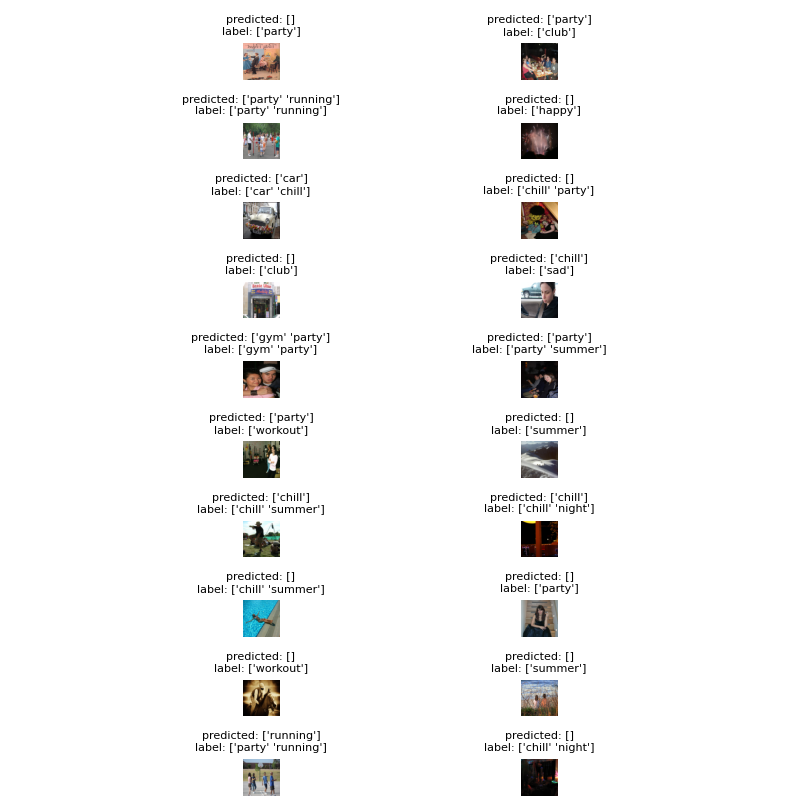 predicted: []
label: ['party']
predicted: ['party']
label: ['club']
predicted: ['party' 'running']
label: ['party' 'running']
predicted: []
label: ['happy']
predicted: ['car']
label: ['car' 'chill']
predicted: []
label: ['chill' 'party']
predicted: []
label: ['club']
predicted: ['chill']
label: ['sad']
predicted: ['gym' 'party']
label: ['gym' 'party']
predicted: ['party']
label: ['party' 'summer']
predicted: ['party']
label: ['workout']
predicted: []
label: ['summer']
predicted: ['chill']
label: ['chill' 'summer']
predicted: ['chill']
label: ['chill' 'night']
predicted: []
label: ['chill' 'summer']
predicted: []
label: ['party']
predicted: []
label: ['workout']
predicted: []
label: ['summer']
predicted: ['running']
label: ['party' 'running']
predicted: []
label: ['chill' 'night']